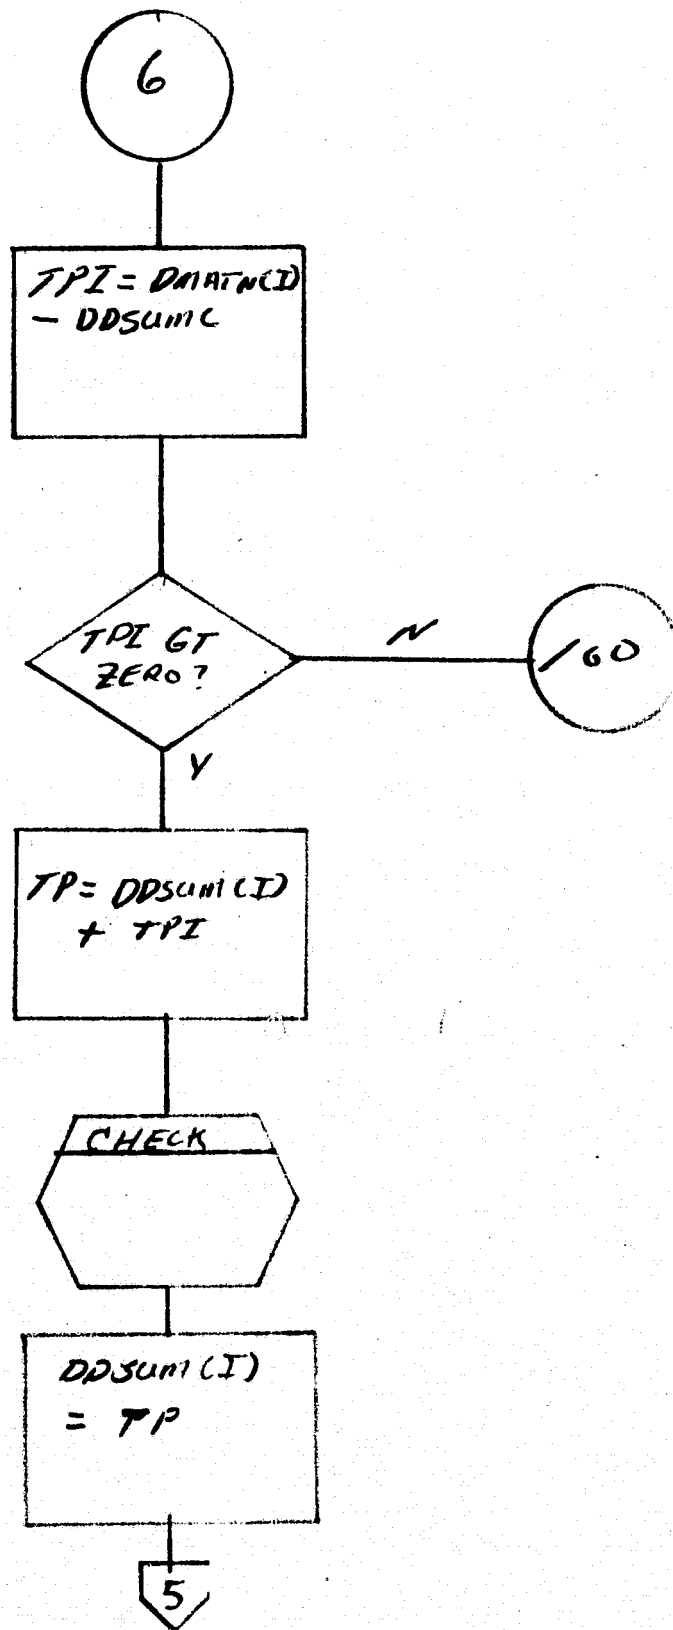 6
TPI = DMATN(I)
- DDSUMC
TPI GT
ZERO?
N
160
Y
TP = DDSUM(I)
+ TPI
CHECK
DDSUM(I)
= TP
5